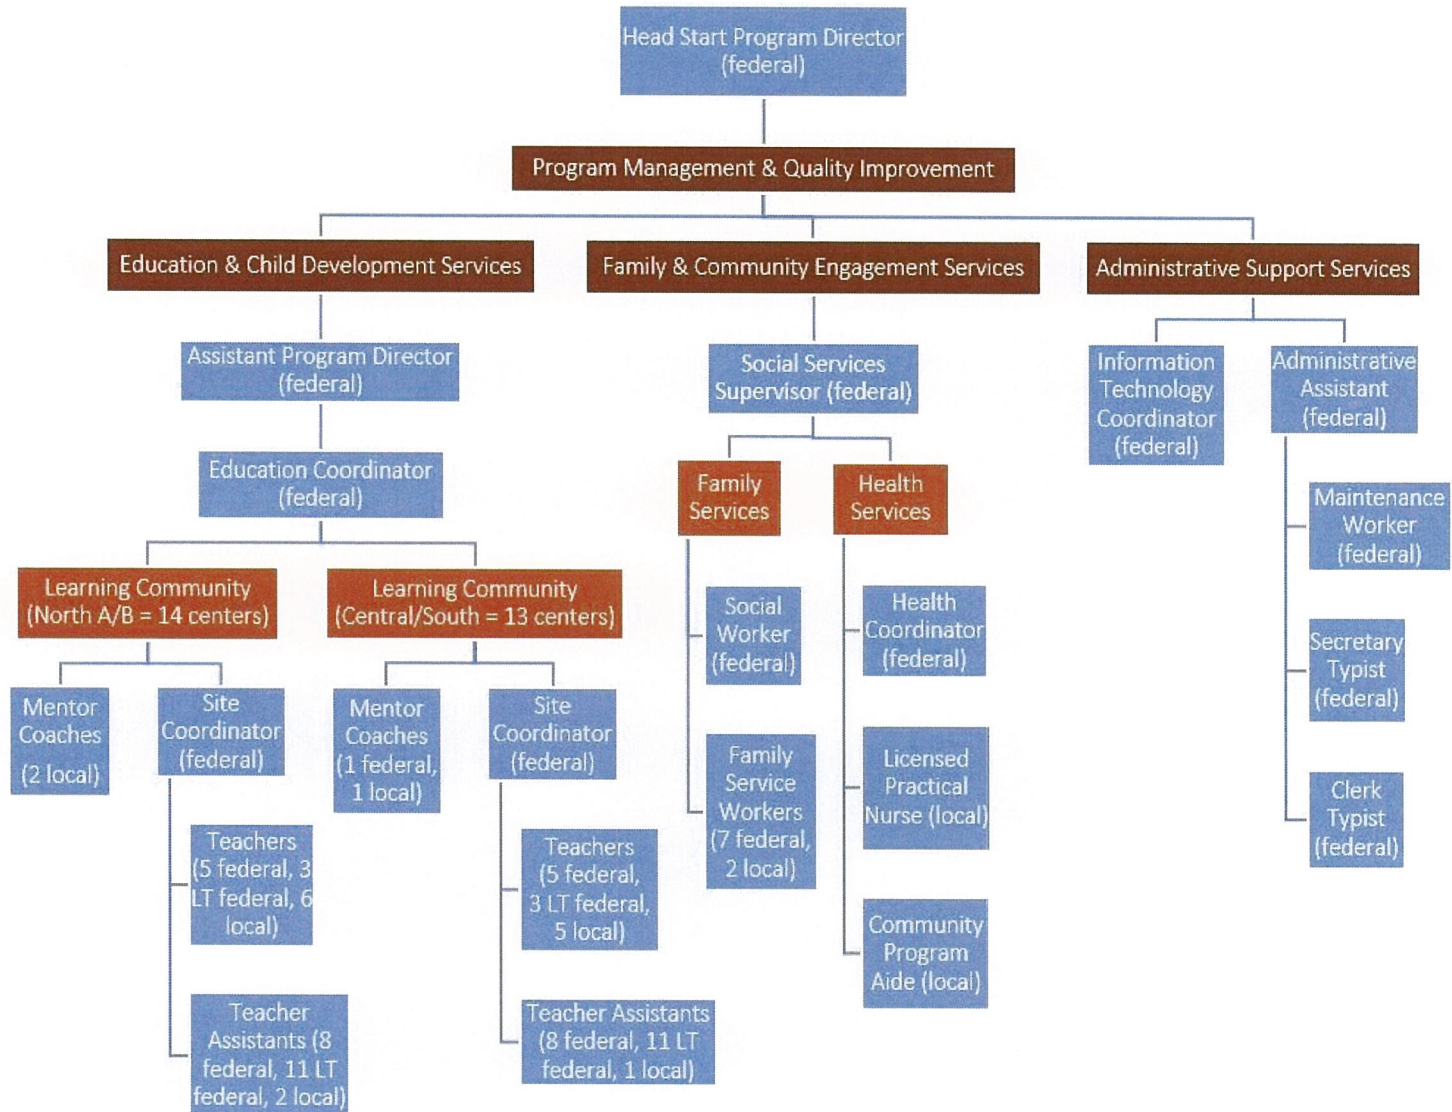 Head Start Program Director
(federal)
Program Management & Quality Improvement
Education & Child Development Services
Family & Community Engagement Services
Administrative Support Services
Assistant Program Director
(federal)
Social Services
Supervisor (federal)
Information
Technology
Coordinator
(federal)
Administrative
Assistant
(federal)
Education Coordinator
(federal)
Family
Services
Health
Services
Maintenance
Worker
(federal)
Learning Community
(North A/B = 14 centers)
Learning Community
(Central/South = 13 centers)
Social
Worker
(federal)
Health
Coordinator
(federal)
Secretary
Typist
(federal)
Mentor
Coaches
(2 local)
Site
Coordinator
(federal)
Mentor
Coaches
(1 federal,
1 local)
Site
Coordinator
(federal)
Family
Service
Workers
(7 federal,
2 local)
Licensed
Practical
Nurse (local)
Clerk
Typist
(federal)
Teachers
(5 federal, 3
LT federal, 6
local)
Teachers
(5 federal,
3 LT federal,
5 local)
Community
Program
Aide (local)
Teacher
Assistants (8
federal, 11 LT
federal, 2 local)
Teacher Assistants
(8 federal, 11 LT
federal, 1 local)